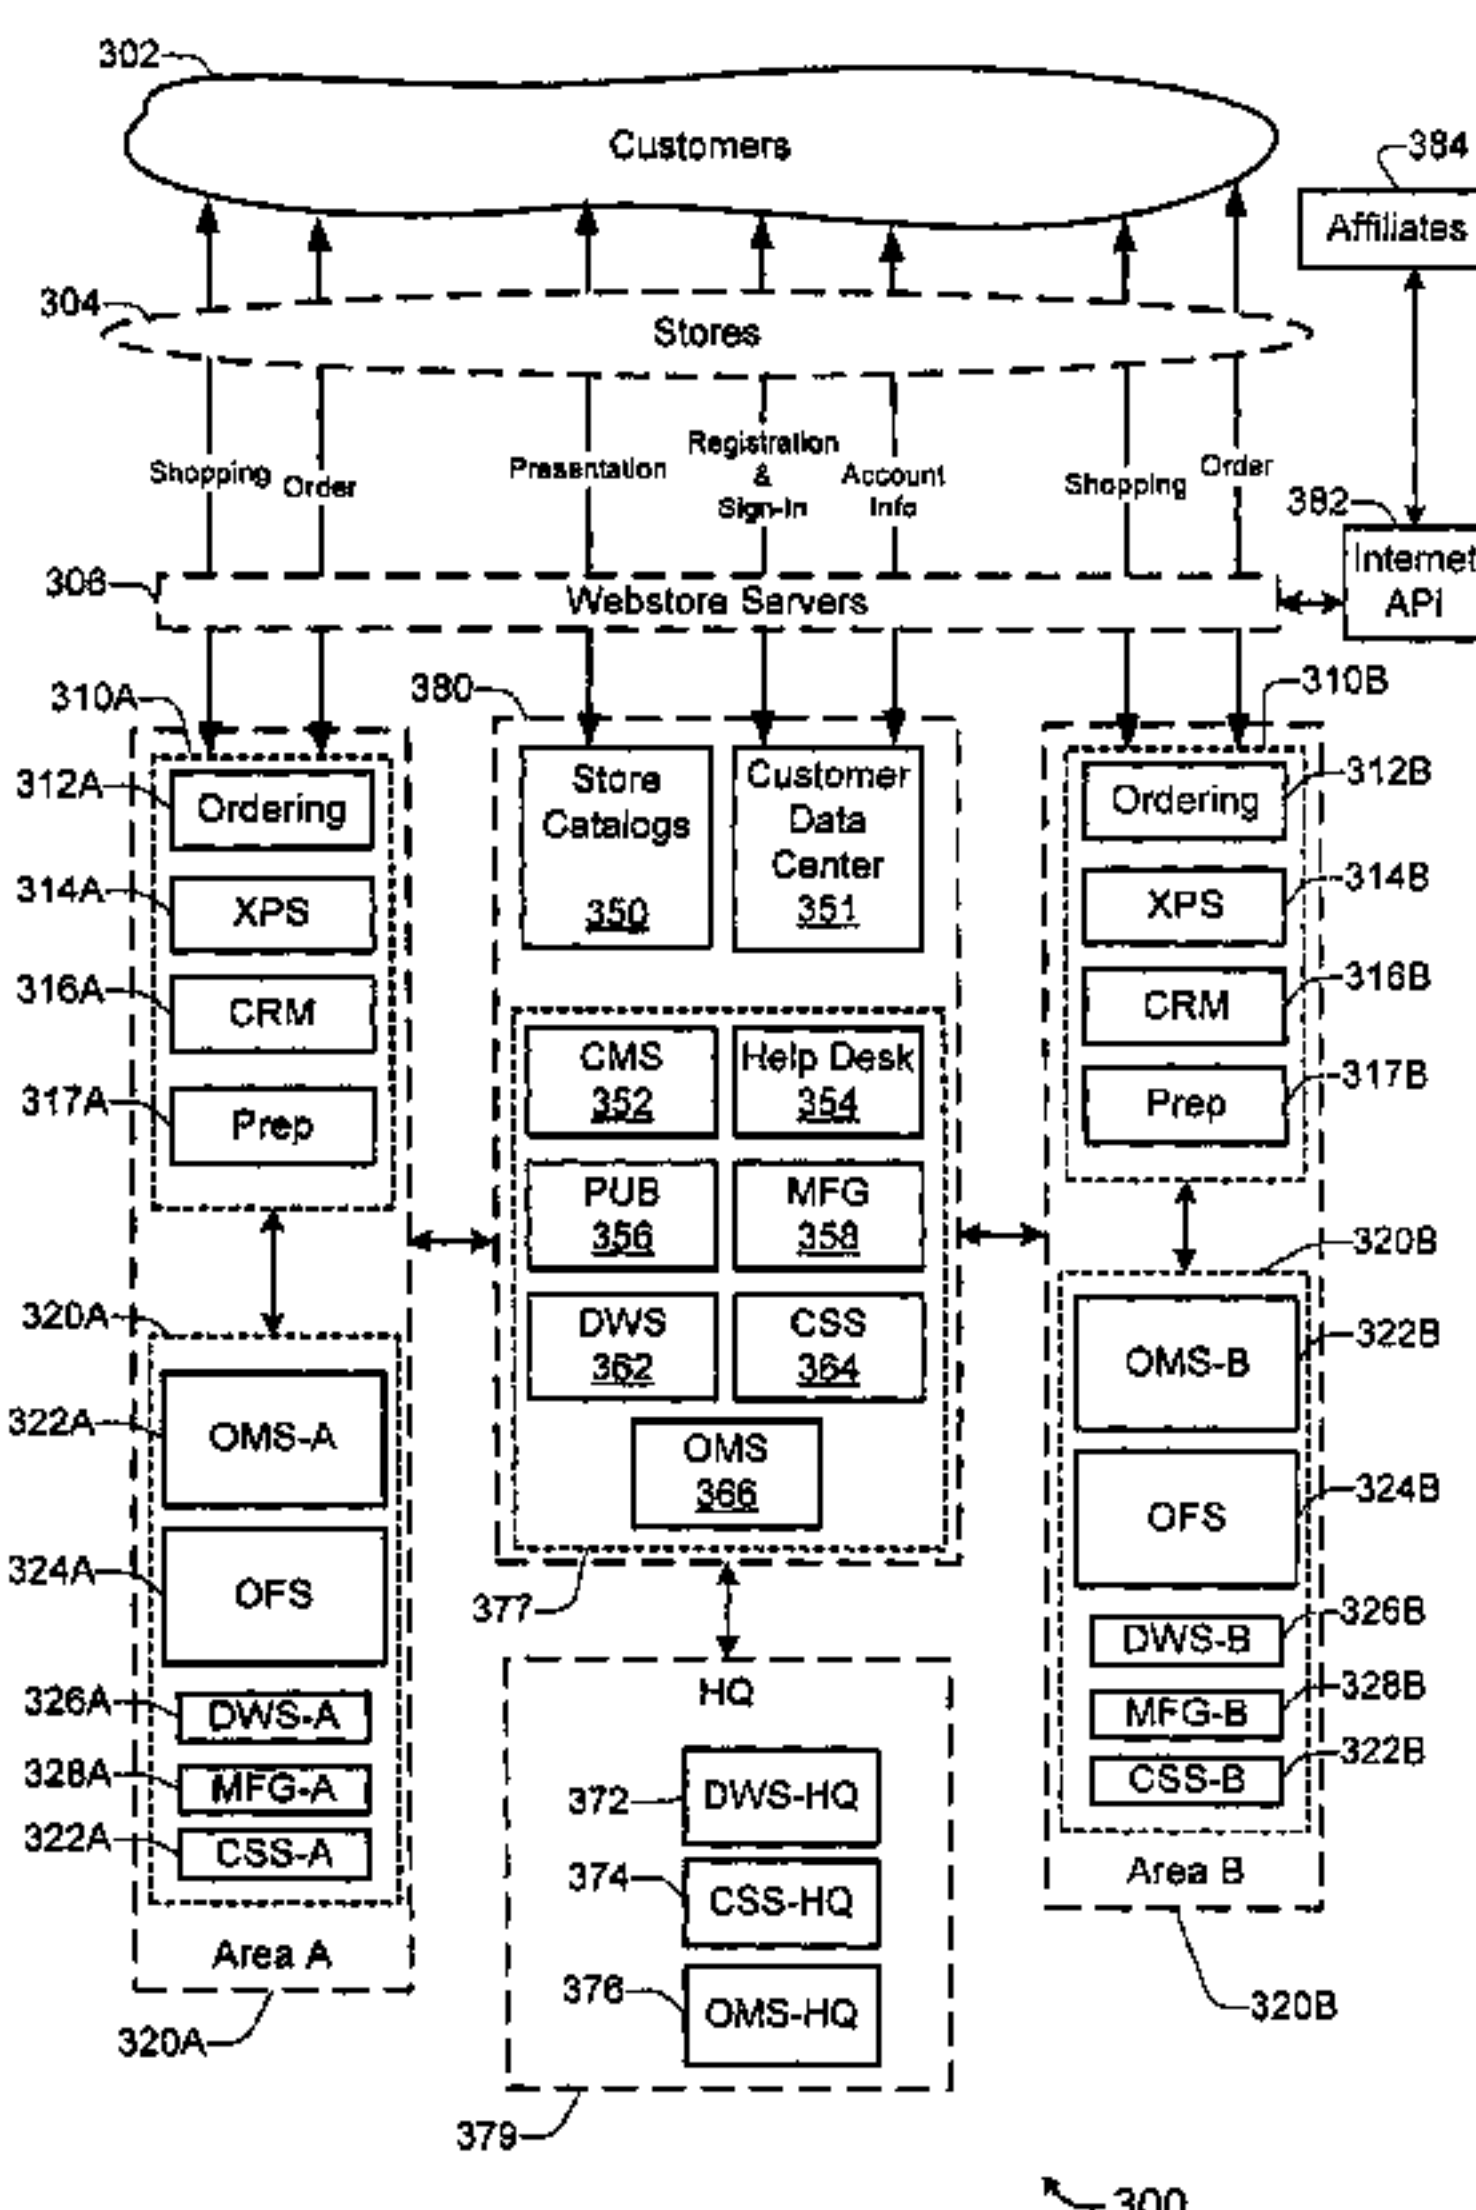 302
Customers
384
Affiliates
304
Stores
Shopping
Order
Presentation
Registration
&
Sign-In
Account
Info
Shopping
Order
382
Internet
API
306
Webstore Servers
310A
380
310B
312A
Ordering
314A
XPS
316A
CRM
317A
Prep
320A
322A
OMS-A
324A
OFS
326A
DWS-A
328A
MFG-A
322A
CSS-A
Area A
320A
Store
Catalogs
350
Customer
Data
Center
351
CMS
352
Help Desk
354
PUB
356
MFG
358
DWS
362
CSS
364
OMS
366
377
HQ
372
DWS-HQ
374
CSS-HQ
376
OMS-HQ
379
312B
Ordering
314B
XPS
316B
CRM
317B
Prep
320B
322B
OMS-B
324B
OFS
326B
DWS-B
328B
MFG-B
322B
CSS-B
Area B
320B
300